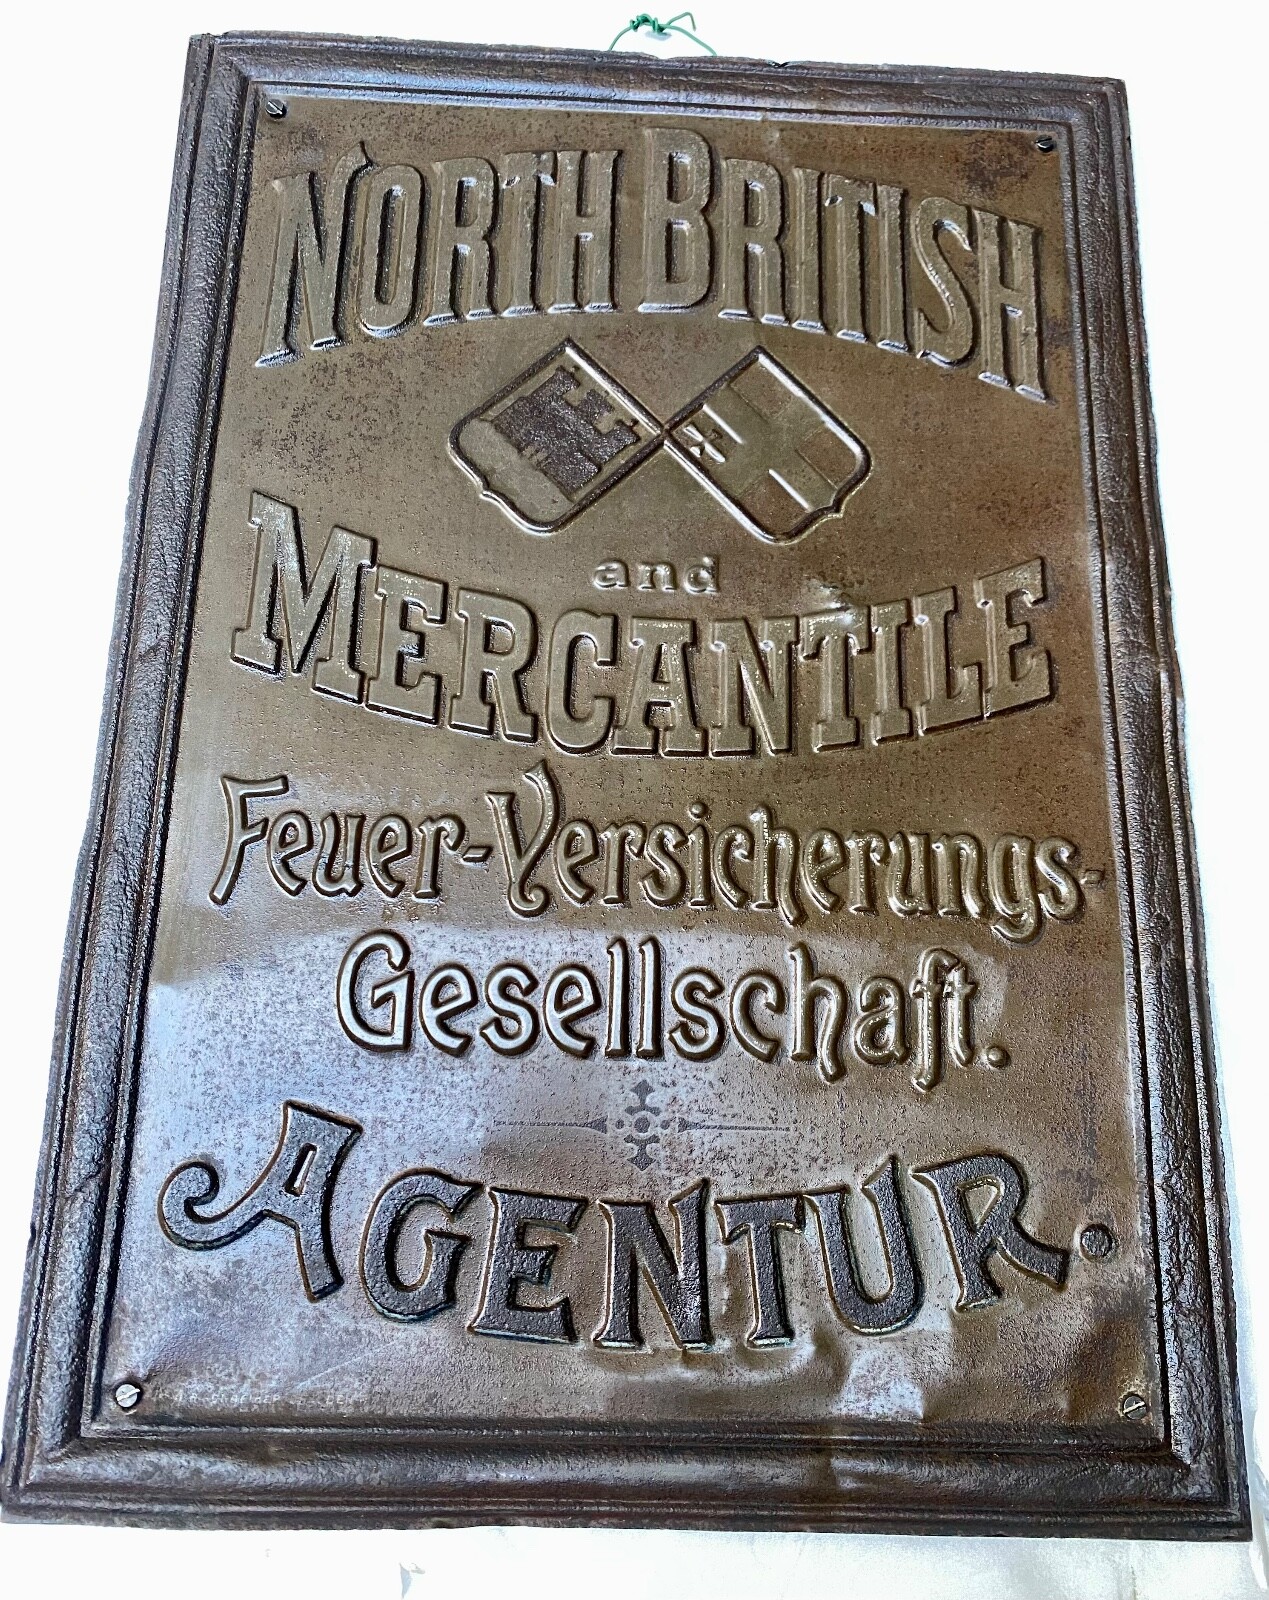 NORTH BRITISH
and
MERCANTILE
Feuer-Versicherungs-
Gesellschaft.
AGENTUR.